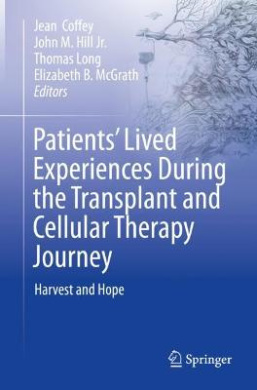 Jean Coffey
John M. Hill Jr.
Thomas Long
Elizabeth B. McGrath
Editors
Patients' Lived
Experiences During
the Transplant and
Cellular Therapy
Journey
Harvest and Hope
Springer